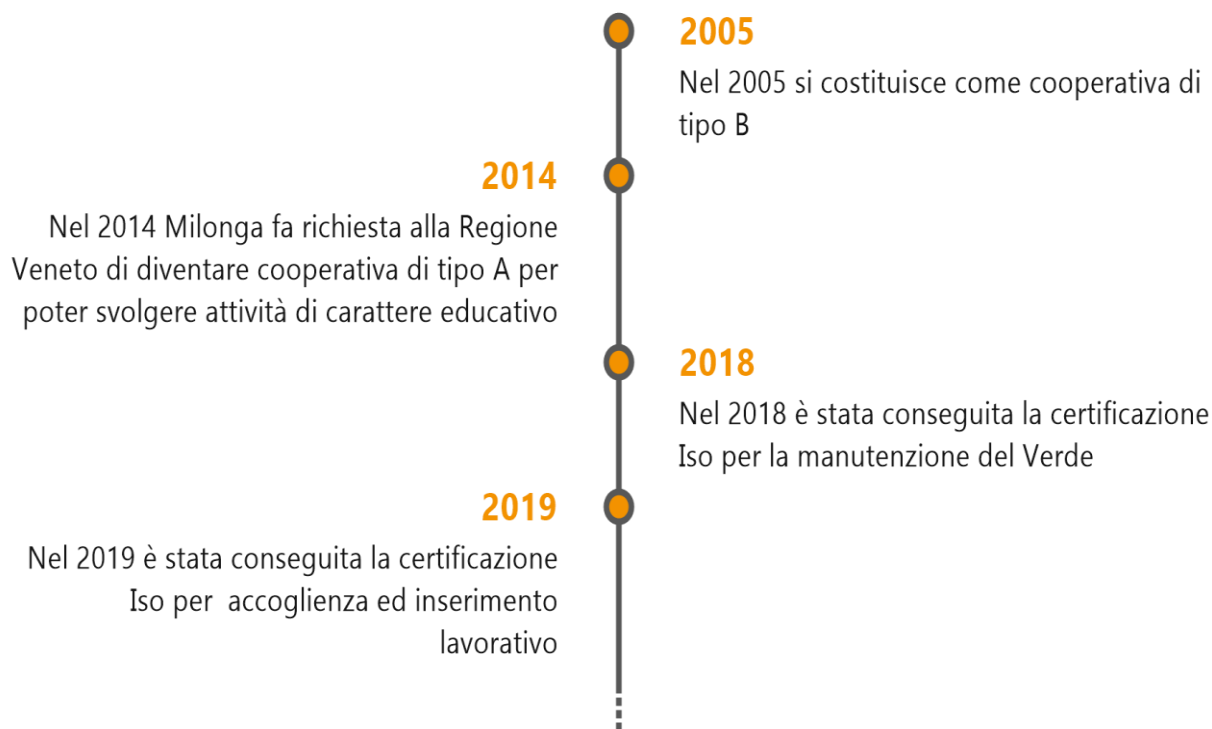 2005
Nel 2005 si costituisce come cooperativa di
tipo B
2014
Nel 2014 Milonga fa richiesta alla Regione
Veneto di diventare cooperativa di tipo A per
poter svolgere attività di carattere educativo
2018
Nel 2018 è stata conseguita la certificazione
Iso per la manutenzione del Verde
2019
Nel 2019 è stata conseguita la certificazione
Iso per  accoglienza ed inserimento
lavorativo